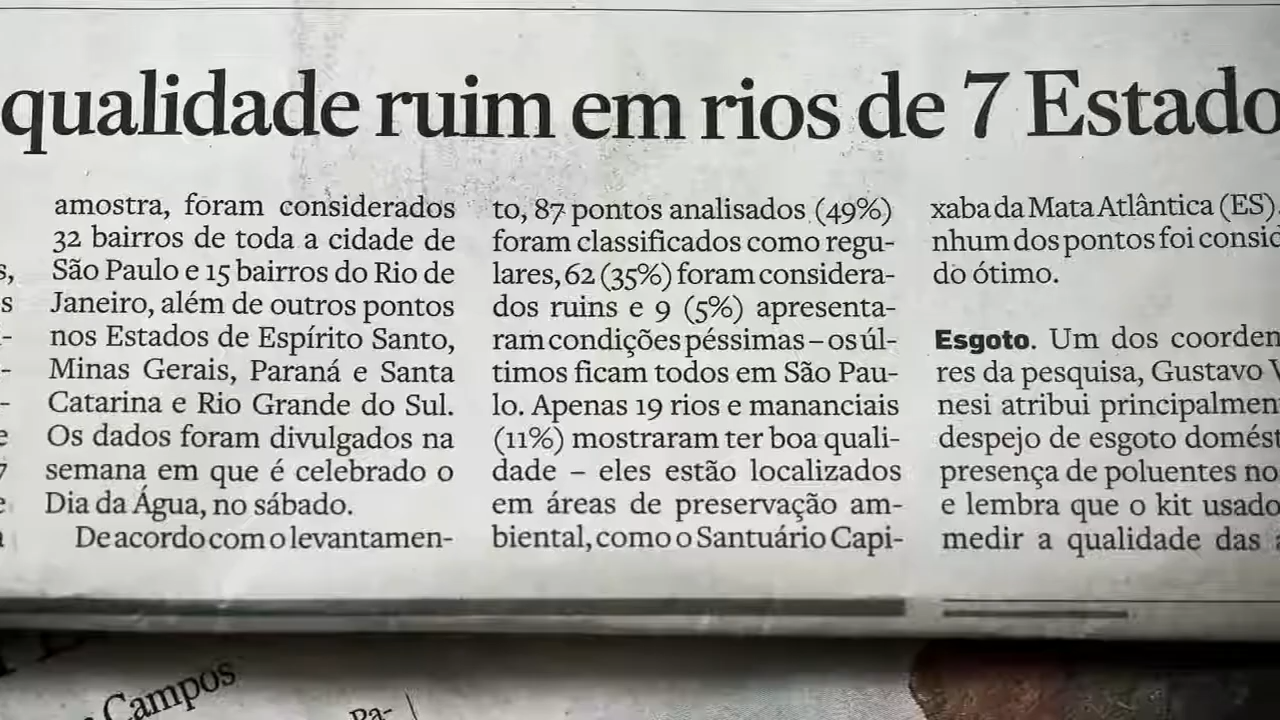 qualidade ruim em rios de 7 Estado
amostra, foram considerados
32 bairros de toda a cidade de
São Paulo e 15 bairros do Rio de
Janeiro, além de outros pontos
nos Estados de Espírito Santo,
Minas Gerais, Paraná e Santa
Catarina e Rio Grande do Sul.
Os dados foram divulgados na
semana em que é celebrado o
Dia da Água, no sábado.
De acordo com o levantamen-
to, 87 pontos analisados (49%)
foram classificados como regu-
lares, 62 (35%) foram considera-
dos ruins e 9 (5%) apresenta-
ram condições péssimas – os úl-
timos ficam todos em São Pau-
lo. Apenas 19 rios e mananciais
(11%) mostraram ter boa quali-
dade – eles estão localizados
em áreas de preservação am-
biental, como o Santuário Capi-
xaba da Mata Atlântica (ES).
nhum dos pontos foi consid
do ótimo.
Esgoto. Um dos coorden
res da pesquisa, Gustavo V
nesi atribui principalmen
despejo de esgoto domést
presença de poluentes no
e lembra que o kit usado
medir a qualidade das
Campos
Pa-